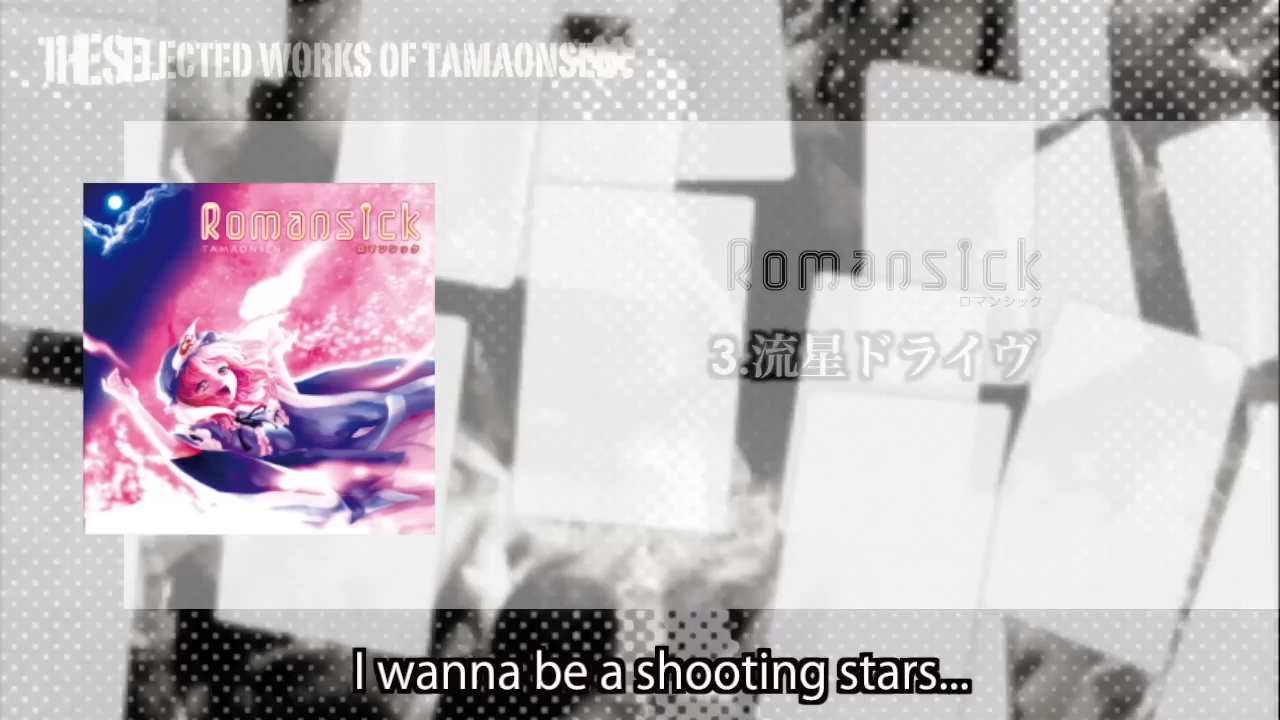 THE SELECTED WORKS OF TAMAONSEN
Romansick
TAMAONSEN
ロマンシック
Romansick
ロマンシック
3.流星ドライヴ
I wanna be a shooting stars...